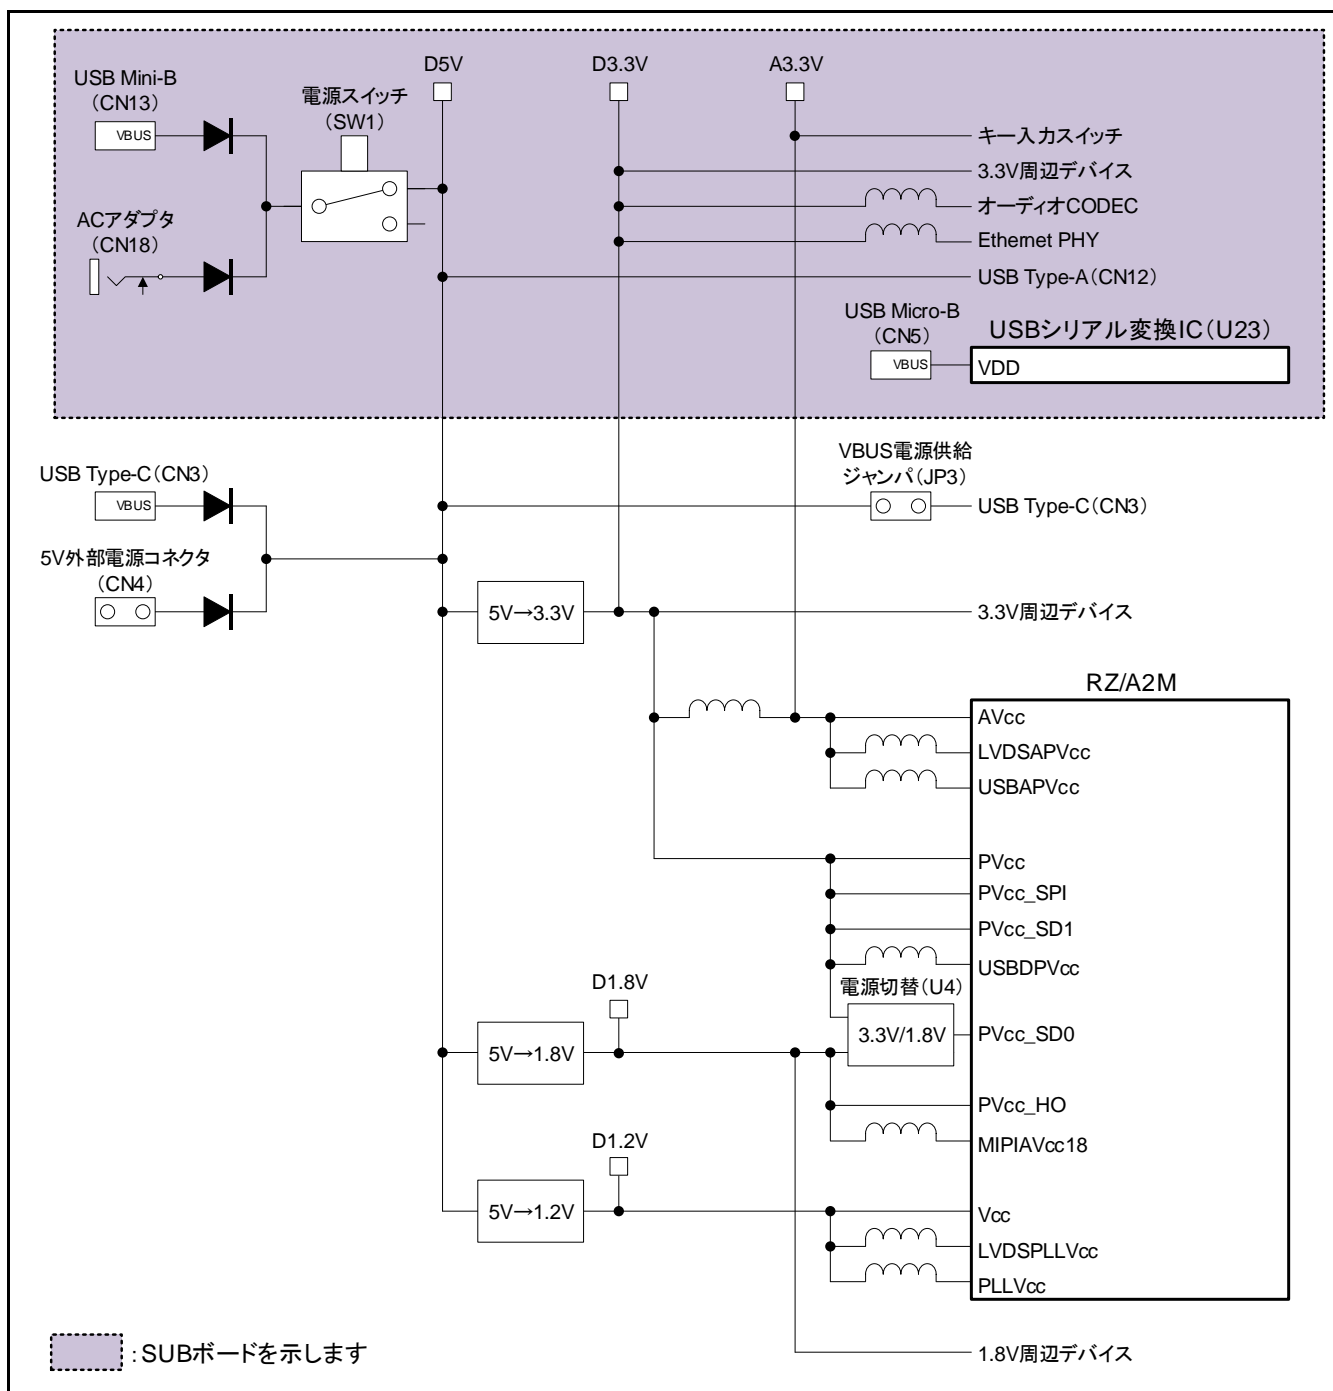 D5V
D3.3V
A3.3V
USB Mini-B
(CN13)
VBUS
電源スイッチ
(SW1)
キー入力スイッチ
3.3V周辺デバイス
オーディオCODEC
Ethernet PHY
ACアダプタ
(CN18)
USB Type-A(CN12)
USB Micro-B
(CN5)
VBUS
USBシリアル変換IC(U23)
VDD
USB Type-C(CN3)
VBUS
VBUS電源供給
ジャンパ(JP3)
USB Type-C(CN3)
5V外部電源コネクタ
(CN4)
5V→3.3V
3.3V周辺デバイス
RZ/A2M
AVcc
LVDSAPVcc
USBAPVcc
PVcc
PVcc_SPI
PVcc_SD1
USBDPVcc
電源切替(U4)
3.3V/1.8V
PVcc_SD0
D1.8V
5V→1.8V
PVcc_HO
MIPIAVcc18
D1.2V
5V→1.2V
Vcc
LVDSPLLVcc
PLLVcc
:SUBボードを示します
1.8V周辺デバイス